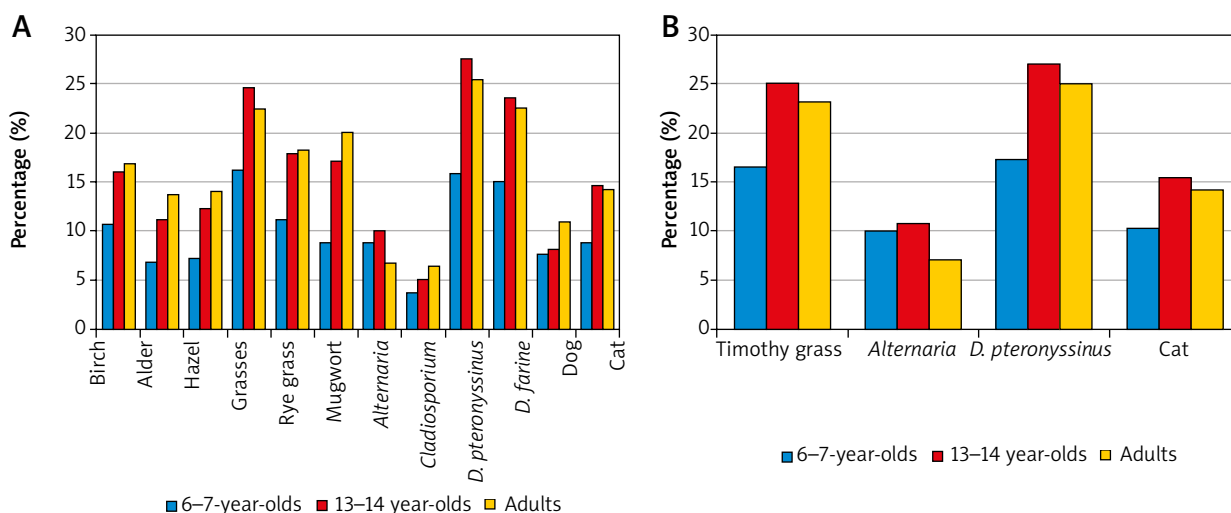 A
Percentage (%)
30
25
20
15
10
5
0
Birch
Alder
Hazel
Grasses
Rye grass
Mugwort
Alternaria
Cladiosporium
D. pteronyssinus
D. farine
Dog
Cat
6–7-year-olds 13–14 year-olds Adults
B
Percentage (%)
30
25
20
15
10
5
0
Timothy grass Alternaria D. pteronyssinus Cat
6–7-year-olds 13–14 year-olds Adults